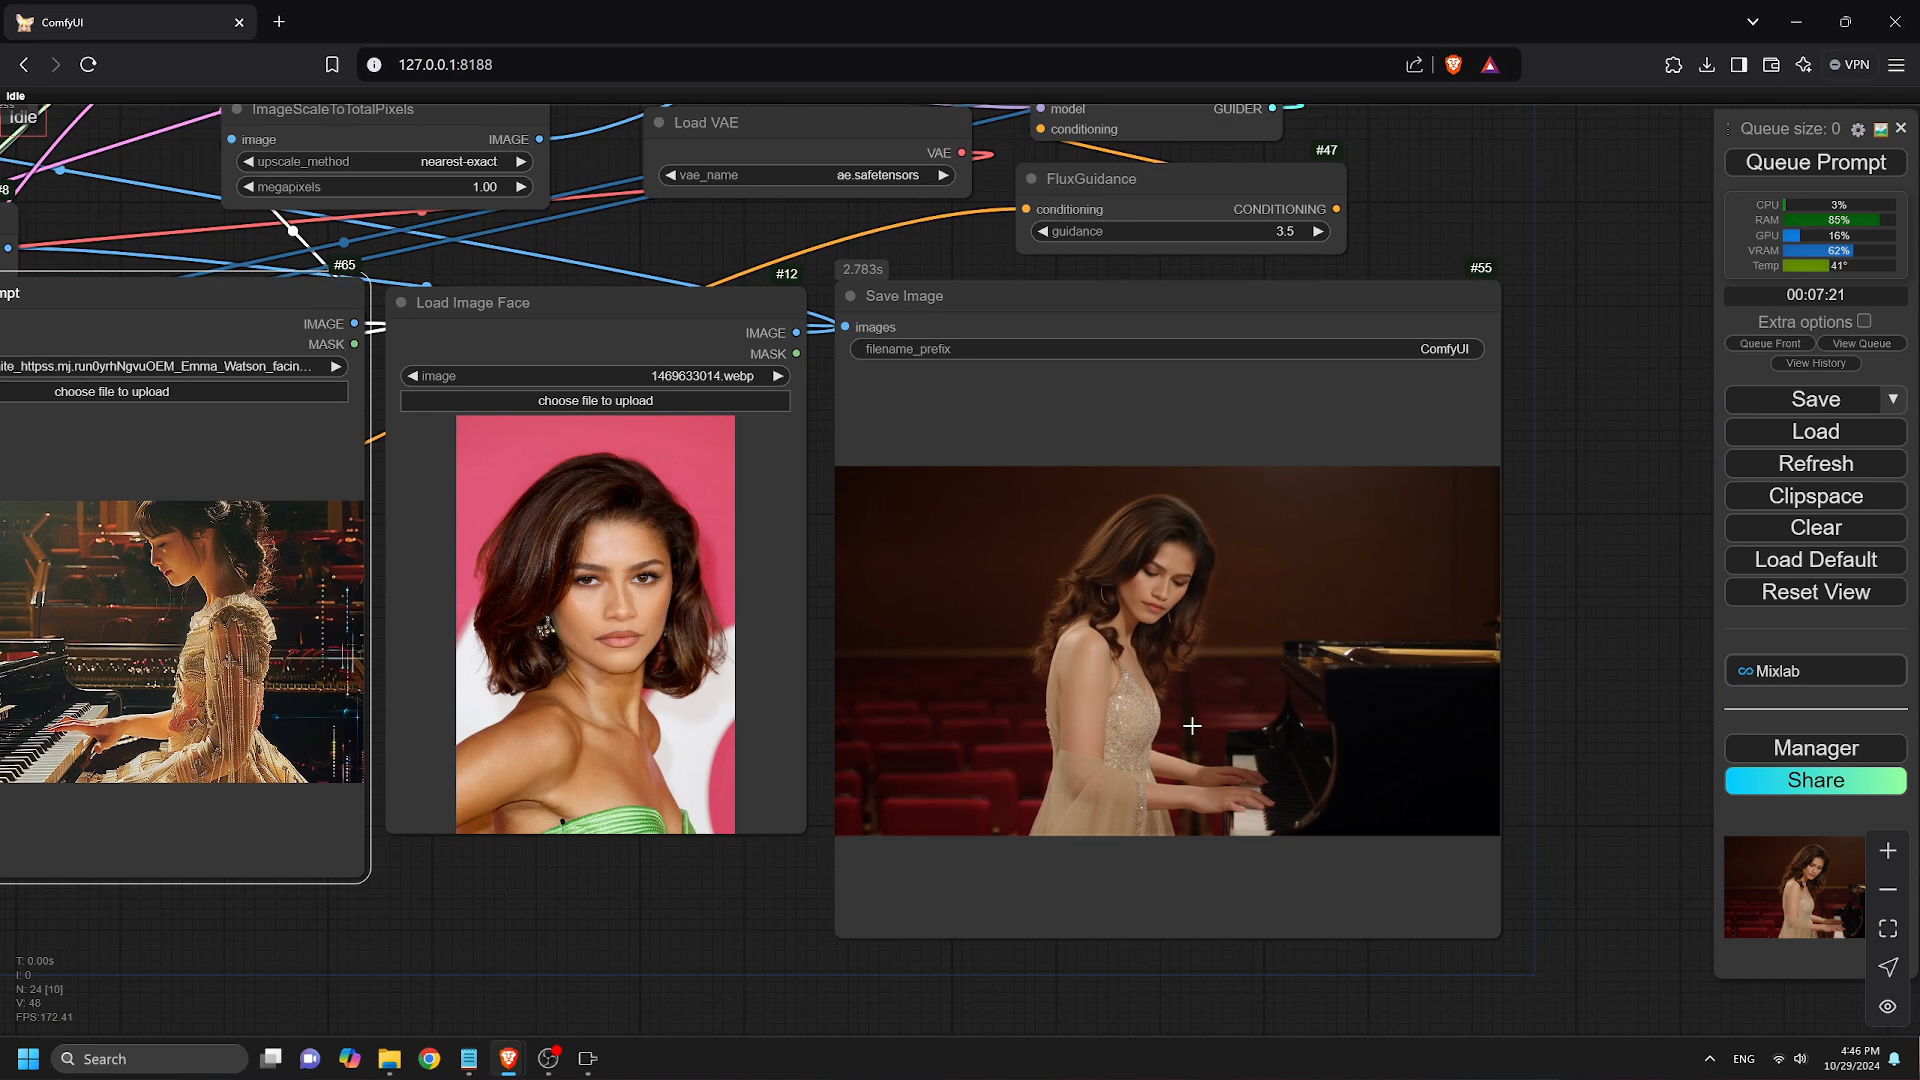 ComfyUI
127.0.0.1:8188
VPN
Idle
Idle
ImageScaleToTotalPixels
image
IMAGE
upscale_method
nearest-exact
megapixels
1.00
#8
Load VAE
VAE
vae_name
ae.safetensors
model
GUIDER
conditioning
#47
FluxGuidance
conditioning
CONDITIONING
guidance
3.5
#65
mpt
IMAGE
MASK
ite_httpss.mj.run0yrhNgvuOEM_Emma_Watson_facin...
choose file to upload
#12
Load Image Face
IMAGE
MASK
image
1469633014.webp
choose file to upload
2.783s
#55
Save Image
images
filename_prefix
ComfyUI
Queue size: 0
Queue Prompt
CPU
3%
RAM
85%
GPU
16%
VRAM
62%
Temp
41°
00:07:21
Extra options
Queue Front
View Queue
View History
Save
Load
Refresh
Clipspace
Clear
Load Default
Reset View
Mixlab
Manager
Share
T: 0.00s
I: 0
N: 24 [10]
V: 48
FPS:172.41
Search
ENG
4:46 PM
10/29/2024